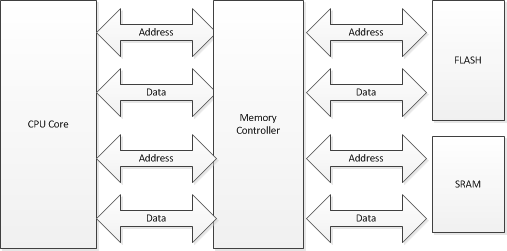 CPU Core
Address
Data
Address
Data
Memory
Controller
Address
Data
Address
Data
FLASH
SRAM